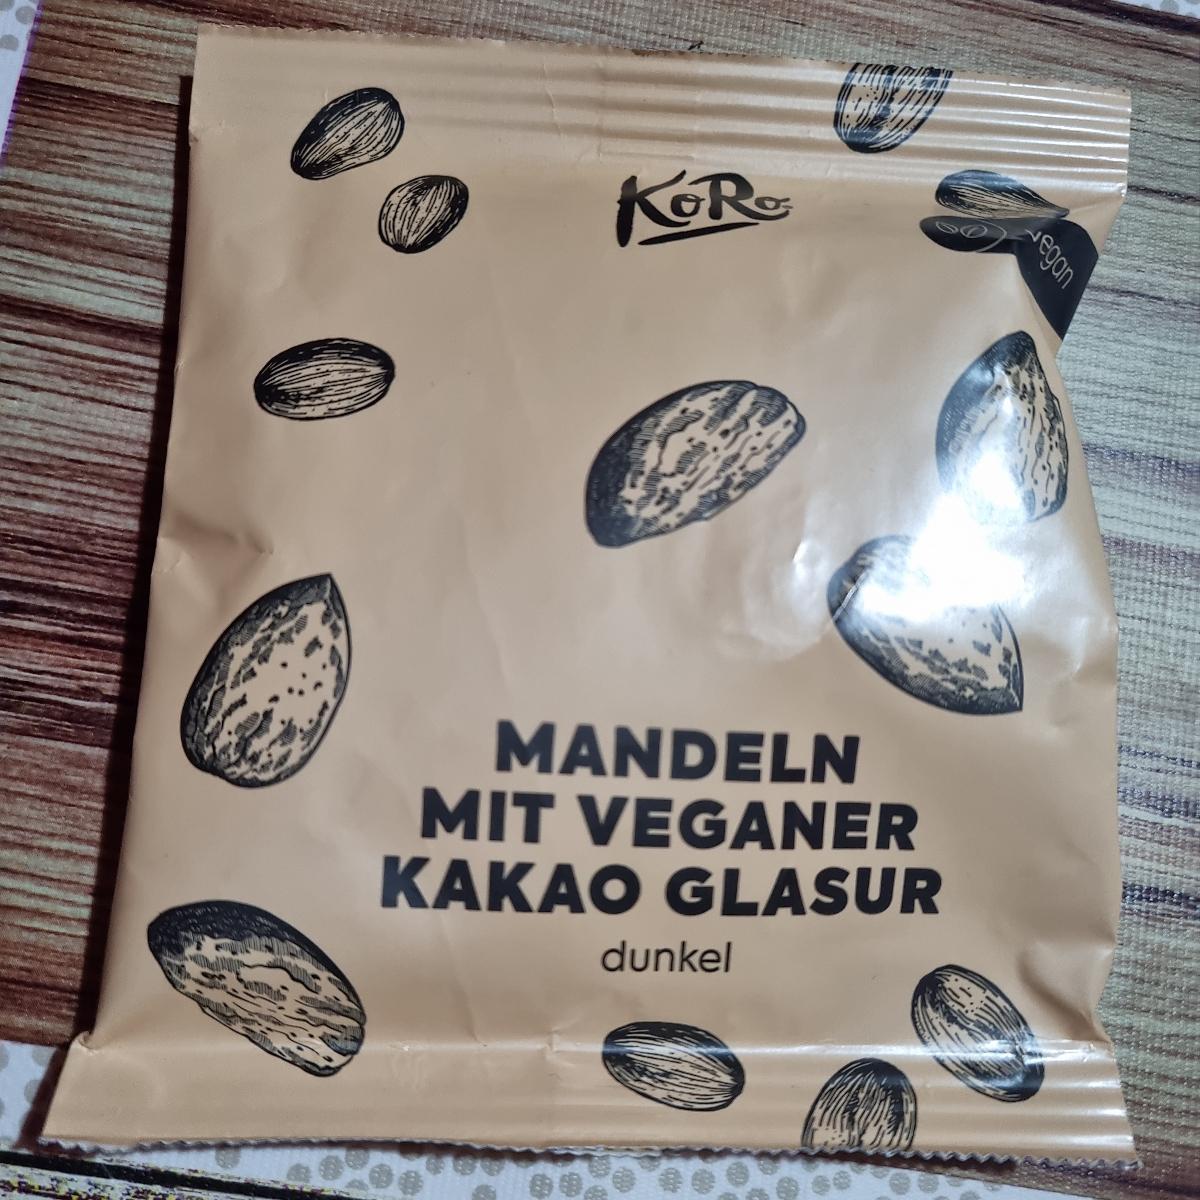 KoRo
vegan
MANDELN
MIT VEGANER
KAKAO GLASUR
dunkel